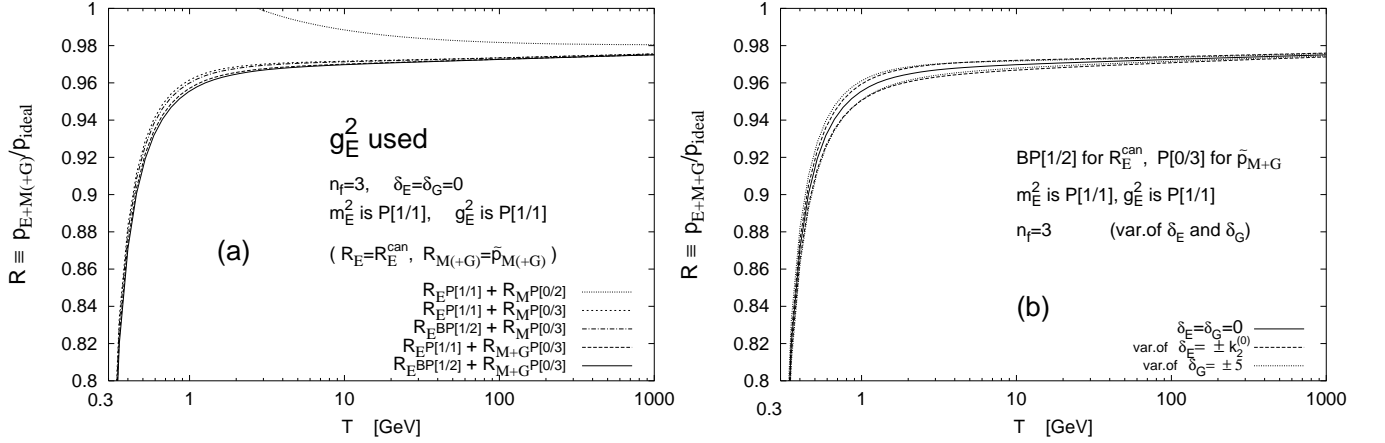 R ≡ p_{E+M(+G)}/p_{ideal}
1
0.98
0.96
0.94
0.92
0.9
0.88
0.86
0.84
0.82
0.8
g_E^2 used
n_f=3, δ_E=δ_G=0
m_E^2 is P[1/1], g_E^2 is P[1/1]
(a)
( R_E=R_E^{can}, R_{M(+G)}=p̃_{M(+G)} )
R_E P[1/1] + R_M P[0/2]
R_E P[1/1] + R_M P[0/3]
R_E BP[1/2] + R_M P[0/3]
R_E P[1/1] + R_{M+G} P[0/3]
R_E BP[1/2] + R_{M+G} P[0/3]
0.3 1 10 100 1000
T [GeV]
R ≡ p_{E+M+G}/p_{ideal}
1
0.98
0.96
0.94
0.92
0.9
0.88
0.86
0.84
0.82
0.8
BP[1/2] for R_E^{can}, P[0/3] for p̃_{M+G}
m_E^2 is P[1/1], g_E^2 is P[1/1]
n_f=3 (var.of δ_E and δ_G)
(b)
δ_E=δ_G=0
var.of δ_E= ± k_2^{(0)}
var.of δ_G= ± 5
0.3 1 10 100 1000
T [GeV]